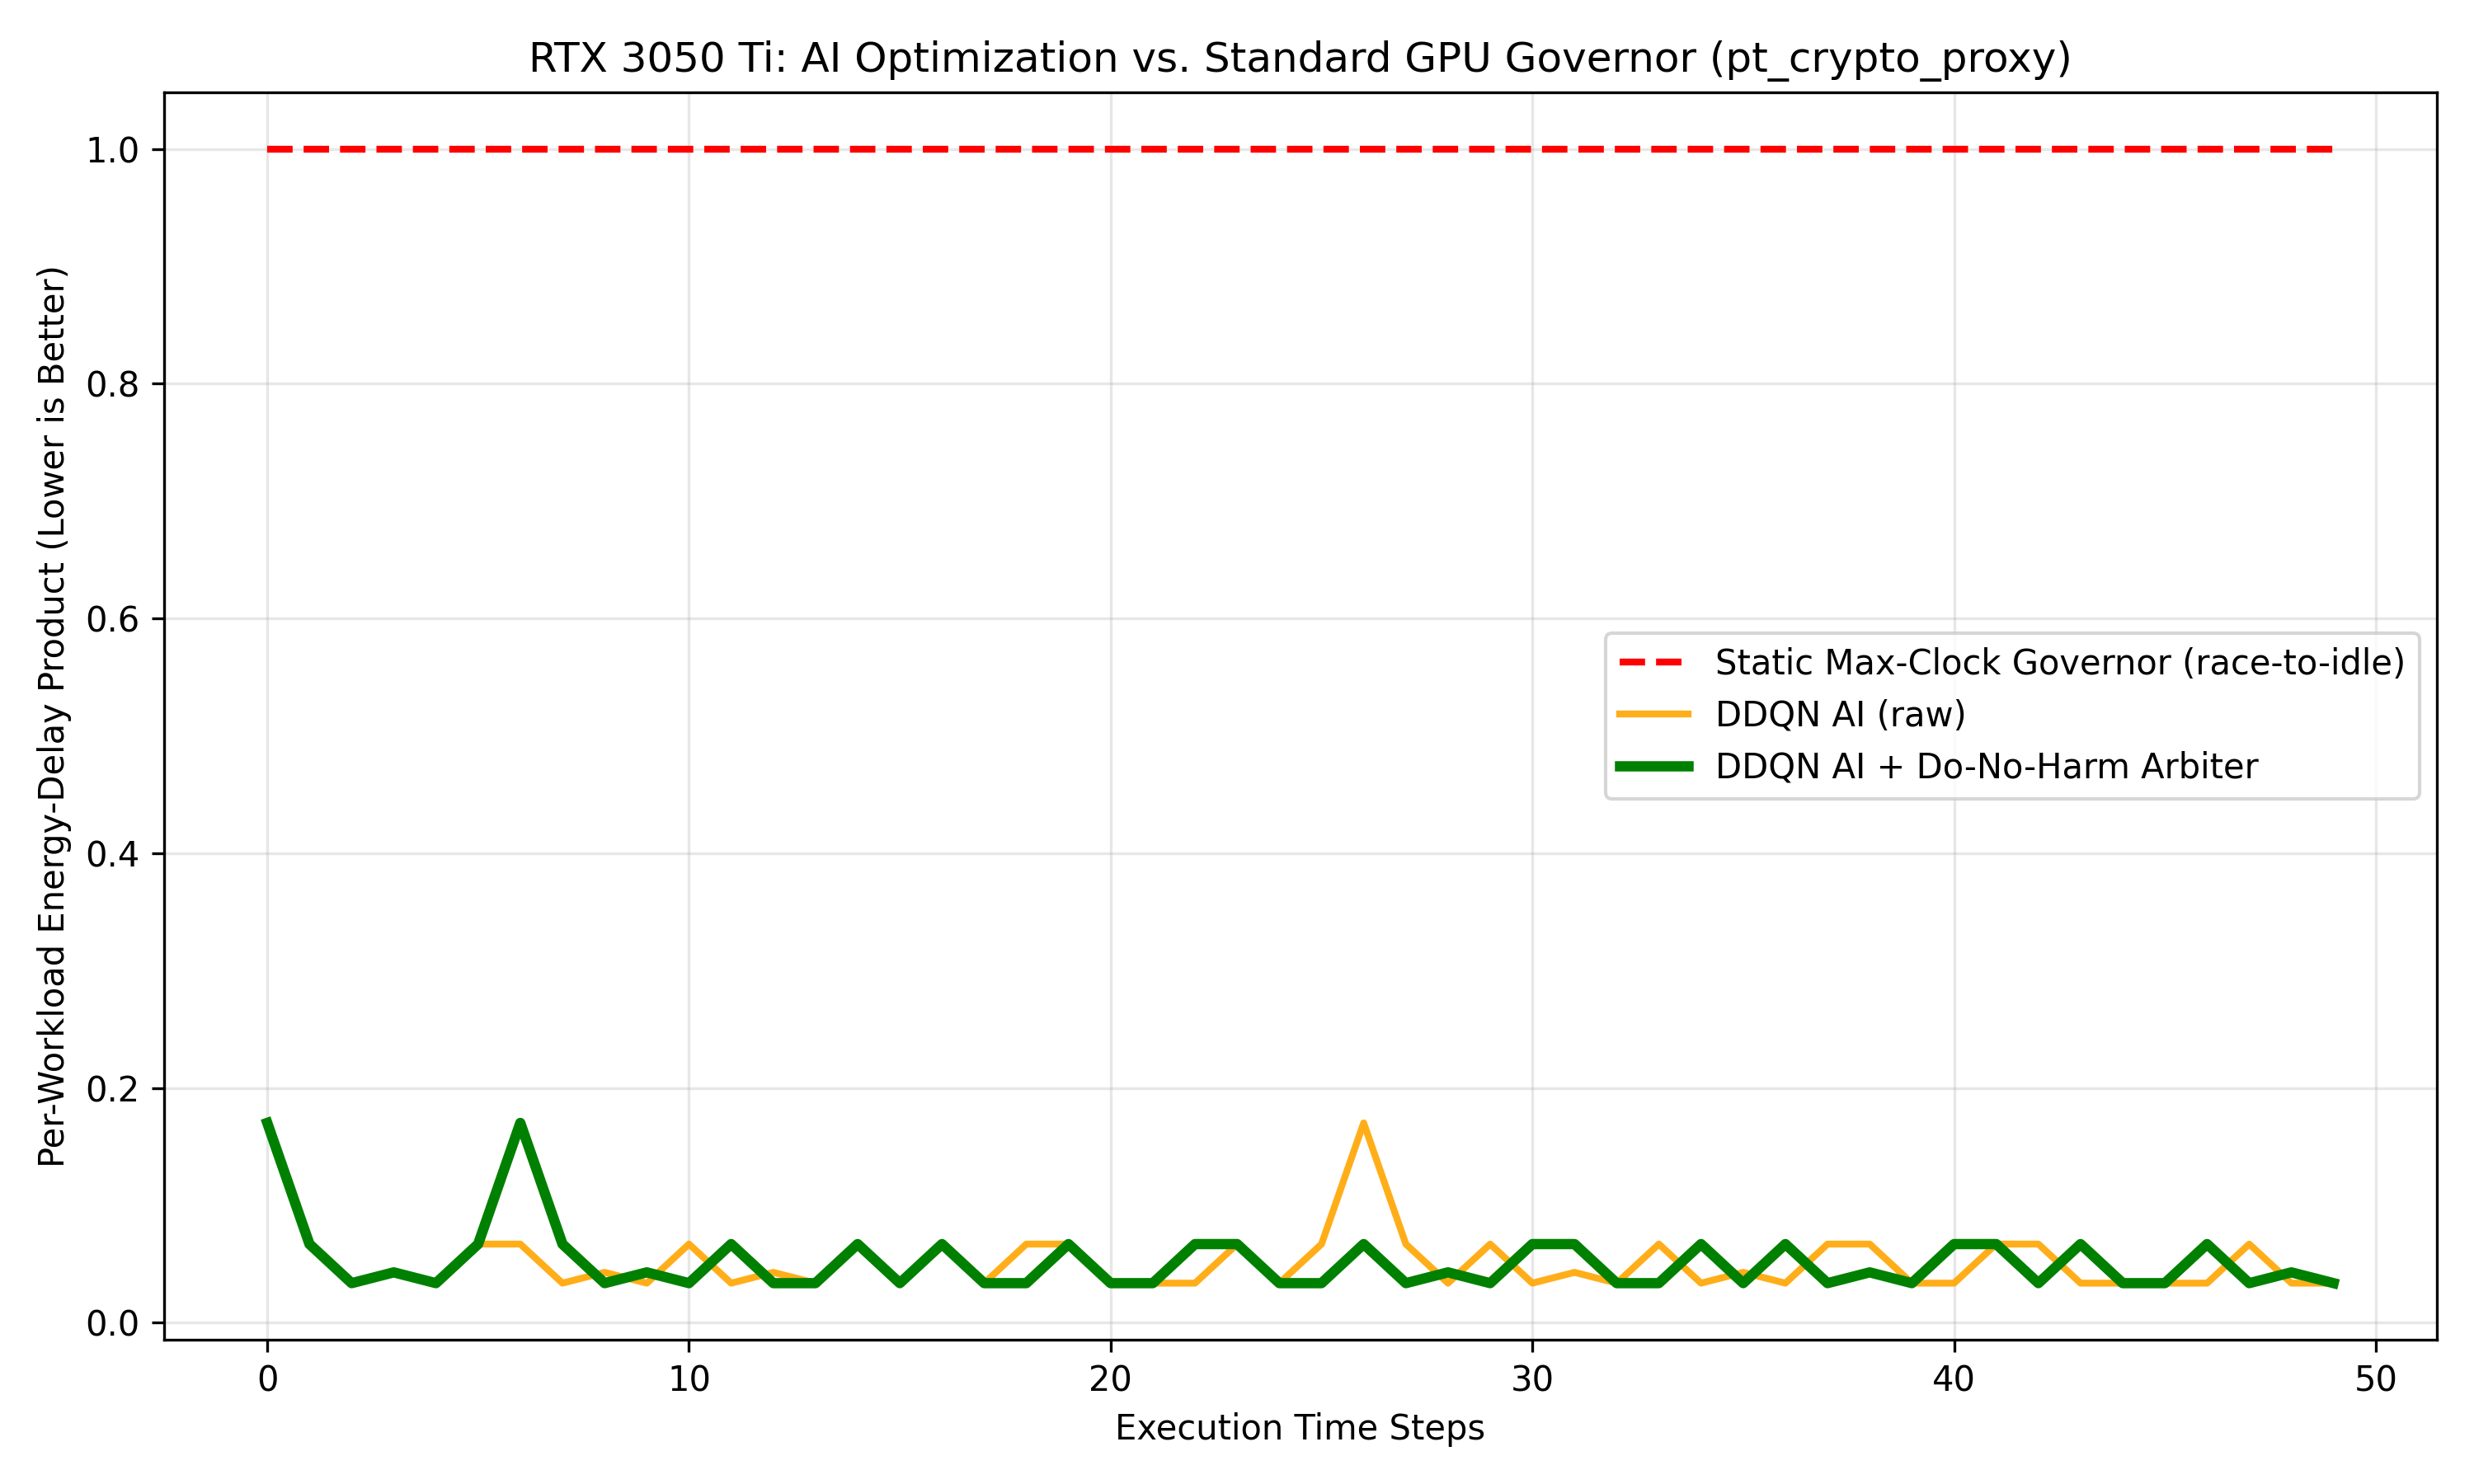 RTX 3050 Ti: AI Optimization vs. Standard GPU Governor (pt_crypto_proxy)
Per-Workload Energy-Delay Product (Lower is Better)
1.0
0.8
0.6
0.4
0.2
0.0
Static Max-Clock Governor (race-to-idle)
DDQN AI (raw)
DDQN AI + Do-No-Harm Arbiter
0 10 20 30 40 50
Execution Time Steps